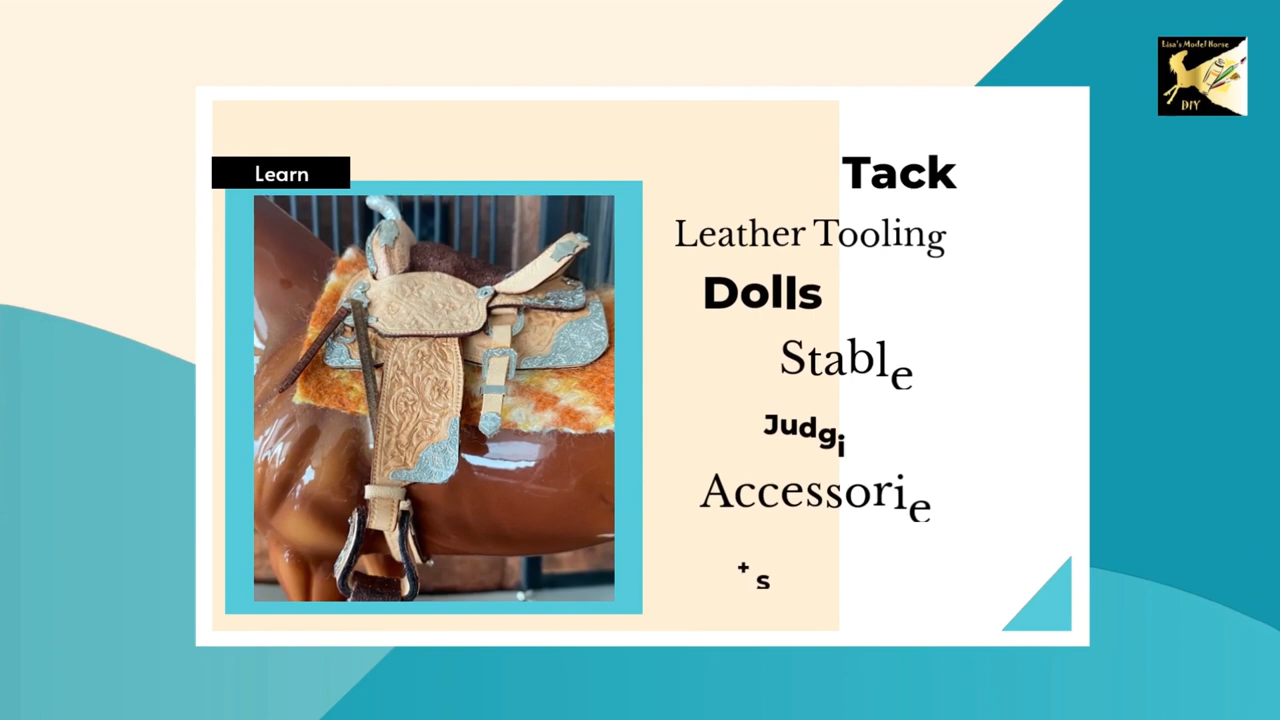 Lisa's Model Horse
DIY
Learn
Tack
Leather Tooling
Dolls
Stable
Judgi
Accessorie
+ s